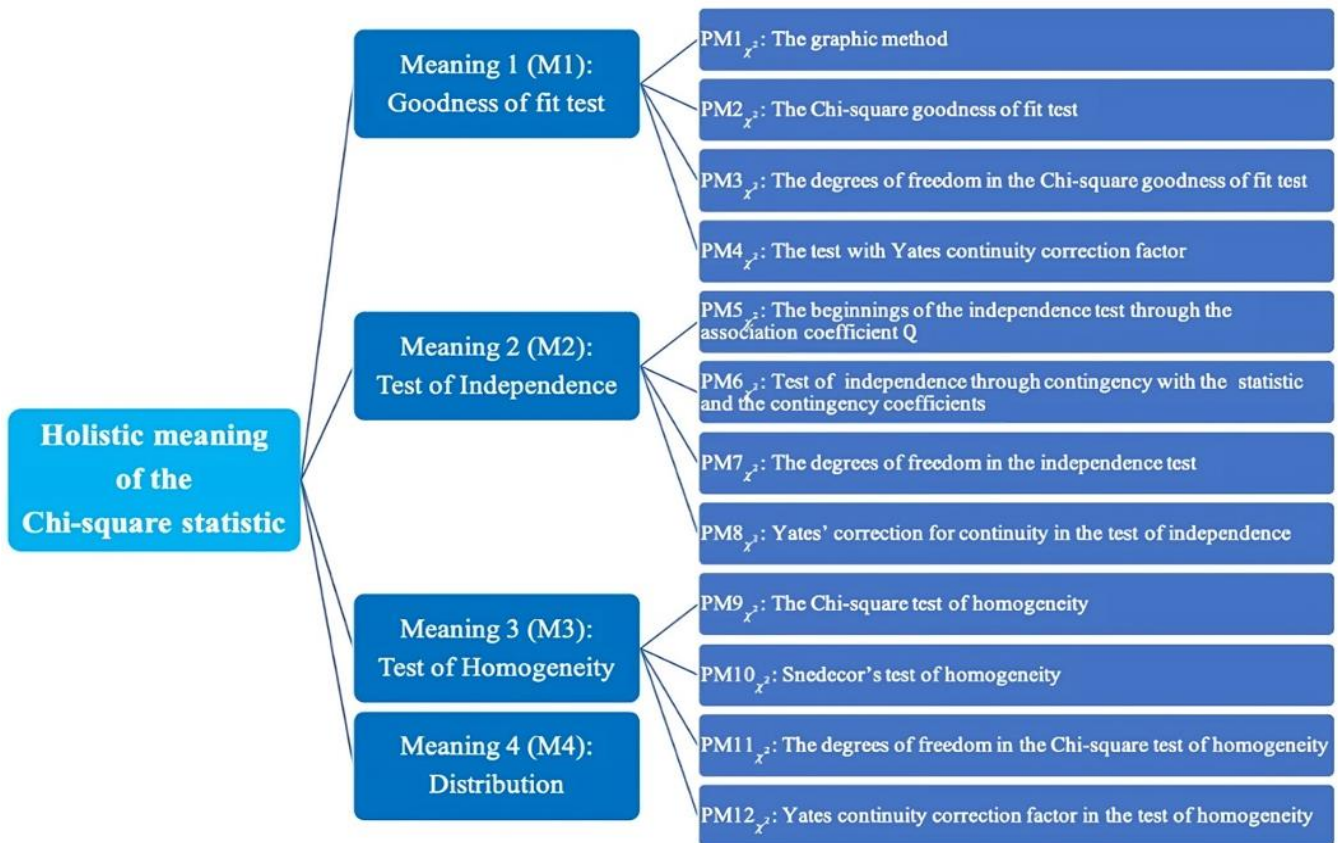 Holistic meaning
of the
Chi-square statistic
Meaning 1 (M1):
Goodness of fit test
PM1χ²: The graphic method
PM2χ²: The Chi-square goodness of fit test
PM3χ²: The degrees of freedom in the Chi-square goodness of fit test
PM4χ²: The test with Yates continuity correction factor
Meaning 2 (M2):
Test of Independence
PM5χ²: The beginnings of the independence test through the
association coefficient Q
PM6χ²: Test of independence through contingency with the statistic
and the contingency coefficients
PM7χ²: The degrees of freedom in the independence test
PM8χ²: Yates’ correction for continuity in the test of independence
Meaning 3 (M3):
Test of Homogeneity
PM9χ²: The Chi-square test of homogeneity
PM10χ²: Snedecor’s test of homogeneity
PM11χ²: The degrees of freedom in the Chi-square test of homogeneity
PM12χ²: Yates continuity correction factor in the test of homogeneity
Meaning 4 (M4):
Distribution